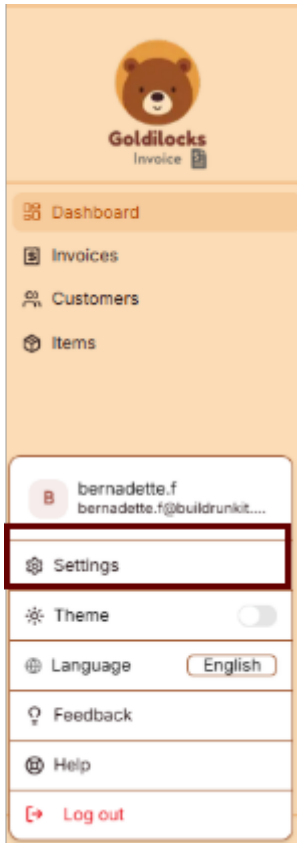 Goldilocks
Invoice
Dashboard
Invoices
Customers
Items
B
bernadette.f
bernadette.f@buildrunkit....
Settings
Theme
Language English
Feedback
Help
Log out